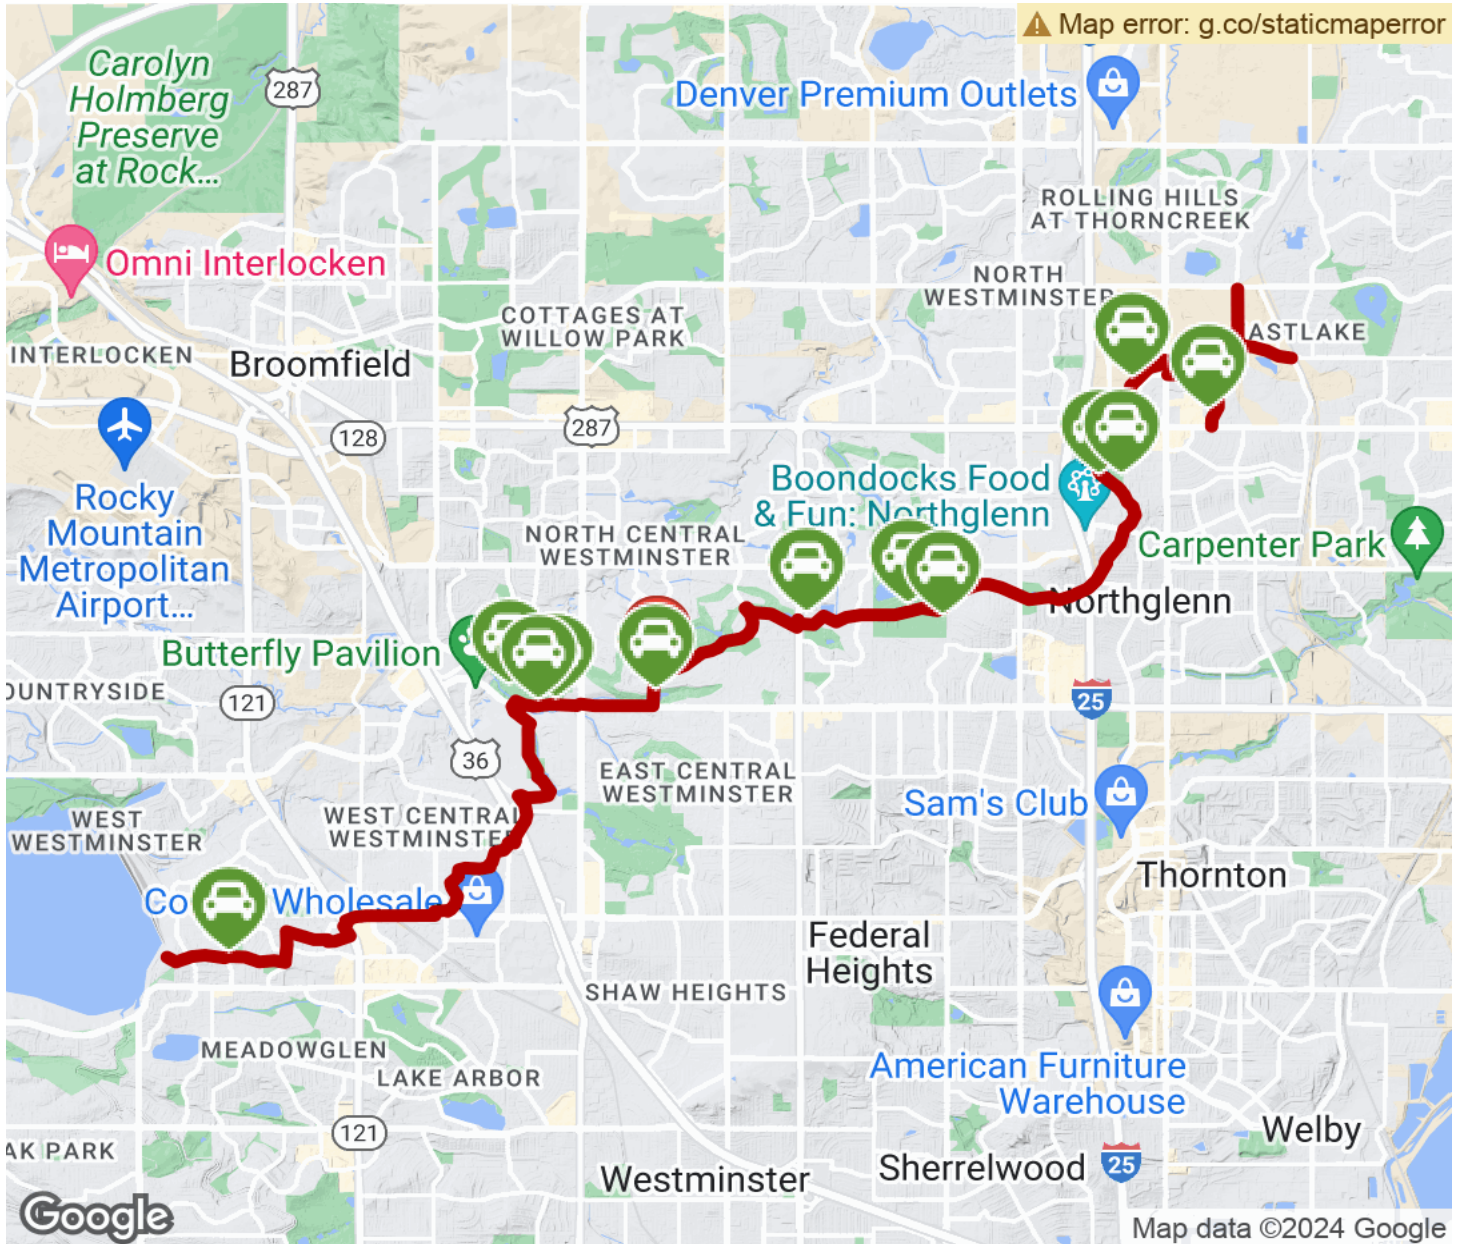 Map error: g.co/staticmaperror
Carolyn
Holmberg
Preserve
at Rock...
287
Denver Premium Outlets
ROLLING HILLS
AT THORNCREEK
Omni Interlocken
NORTH
WESTMINSTER
COTTAGES AT
WILLOW PARK
INTERLOCKEN
Broomfield
ASTLAKE
128
287
Rocky
Mountain
Metropolitan
Airport...
Boondocks Food
& Fun: Northglenn
NORTH CENTRAL
WESTMINSTER
Carpenter Park
Northglenn
Butterfly Pavilion
OUNTRYSIDE
121
25
36
EAST CENTRAL
WESTMINSTER
Sam's Club
WEST
WESTMINSTER
WEST CENTRAL
WESTMINSTE
Thornton
Co Wholesale
Federal
Heights
SHAW HEIGHTS
MEADOWGLEN
LAKE ARBOR
American Furniture
Warehouse
121
Welby
AK PARK
Westminster
Sherrelwood
25
Google
Map data ©2024 Google